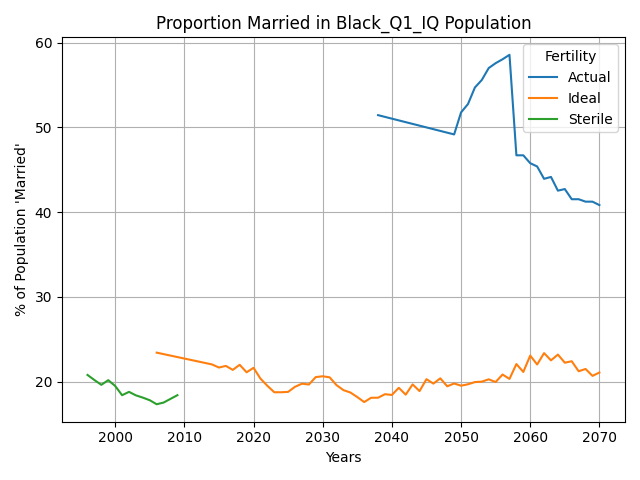 Proportion Married in Black_Q1_IQ Population
% of Population 'Married'
60
50
40
30
20
Fertility
Actual
Ideal
Sterile
2000 2010 2020 2030 2040 2050 2060 2070
Years